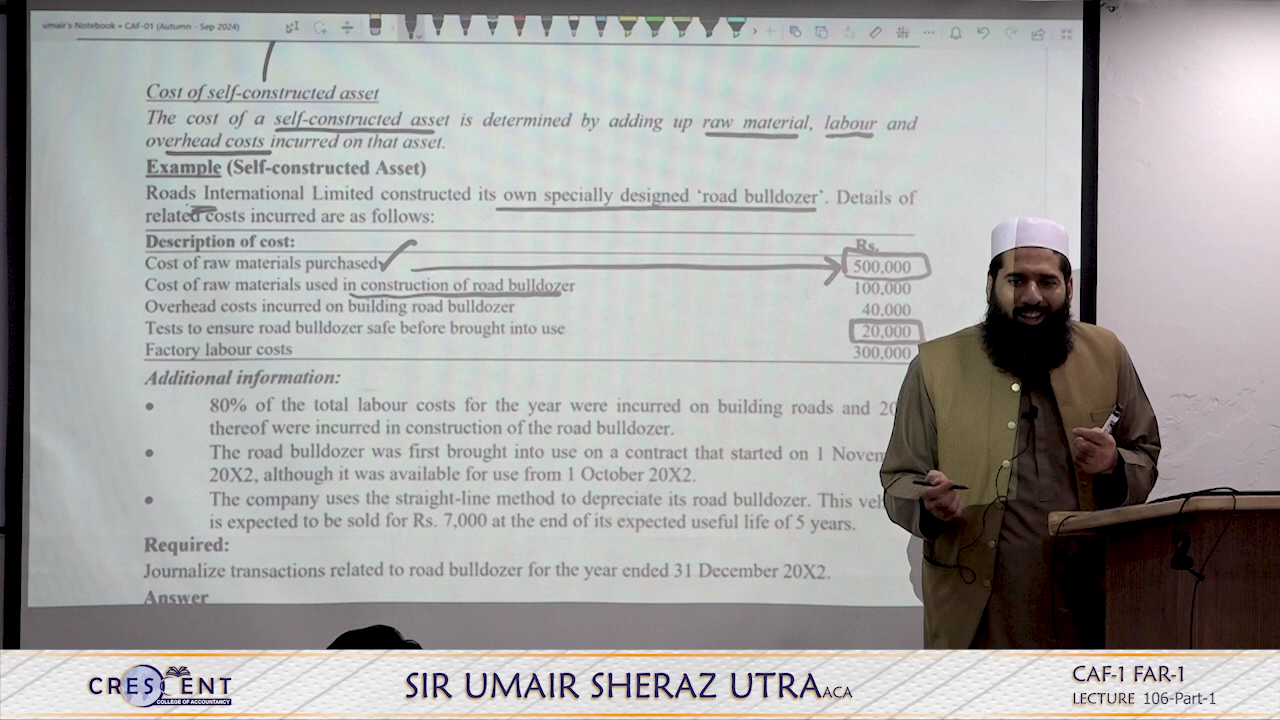 umair's Notebook - CAF-01 (Autumn - Sep 2024)
Cost of self-constructed asset
The cost of a self-constructed asset is determined by adding up raw material, labour and
overhead costs incurred on that asset.
Example (Self-constructed Asset)
Roads International Limited constructed its own specially designed ‘road bulldozer’. Details of
related costs incurred are as follows:
Description of cost: Rs.
Cost of raw materials purchased 500,000
Cost of raw materials used in construction of road bulldozer 100,000
Overhead costs incurred on building road bulldozer 40,000
Tests to ensure road bulldozer safe before brought into use 20,000
Factory labour costs 300,000
Additional information:
• 80% of the total labour costs for the year were incurred on building roads and
thereof were incurred in construction of the road bulldozer.
• The road bulldozer was first brought into use on a contract that started on 1
20X2, although it was available for use from 1 October 20X2.
• The company uses the straight-line method to depreciate its road bulldozer. This
is expected to be sold for Rs. 7,000 at the end of its expected useful life of 5 years.
Required:
Journalize transactions related to road bulldozer for the year ended 31 December 20X2.
Answer
CRESCENT
COLLEGE OF ACCOUNTANCY
SIR UMAIR SHERAZ UTRA ACA
CAF-1 FAR-1
LECTURE 106-Part-1